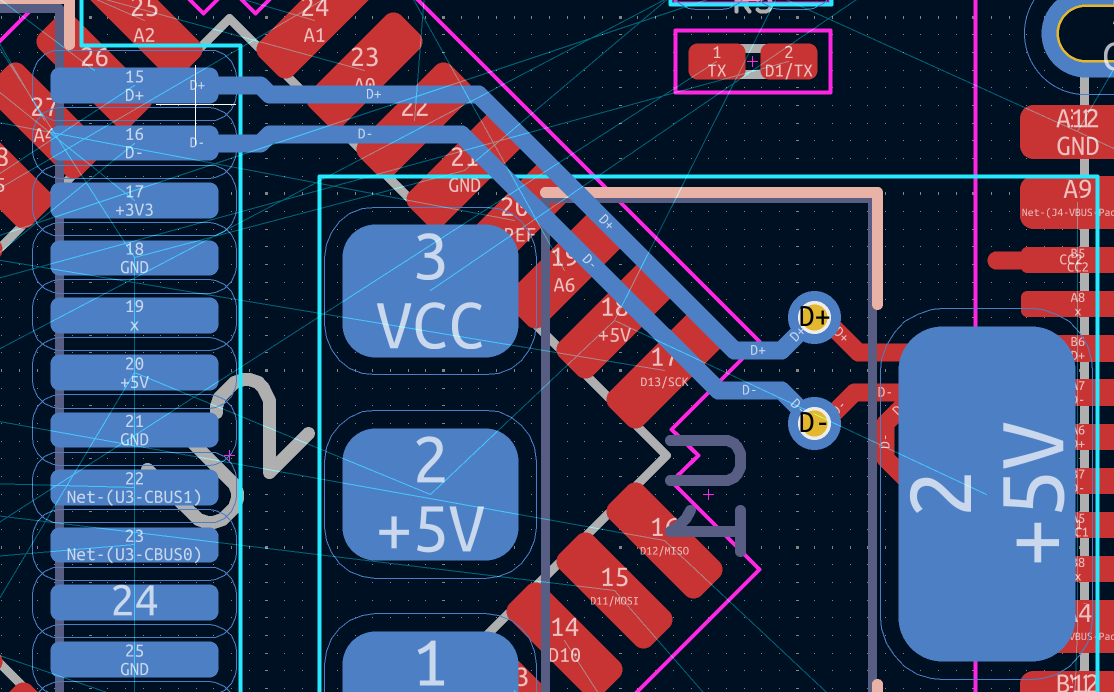 25
A2
24
A1
26
23
A0
27
A4
22
21
GND
15
D+
D+
D+
16
D-
D-
D-
17
+3V3
18
GND
19
x
20
+5V
21
GND
22
Net-(U3-CBUS1)
23
Net-(U3-CBUS0)
24
25
GND
3
VCC
2
+5V
1
20
REF
19
A6
18
+5V
17
D13/SCK
16
D12/MISO
15
D11/MOSI
14
D10
D+
D-
D+
D-
D+
D+
D+
D-
D-
D-
D-
D-
1
TX
2
D1/TX
A12
GND
A9
CC2
B5
CC2
A8
x
B6
D+
A7
D-
A6
D+
B7
D-
2
+5V
B12